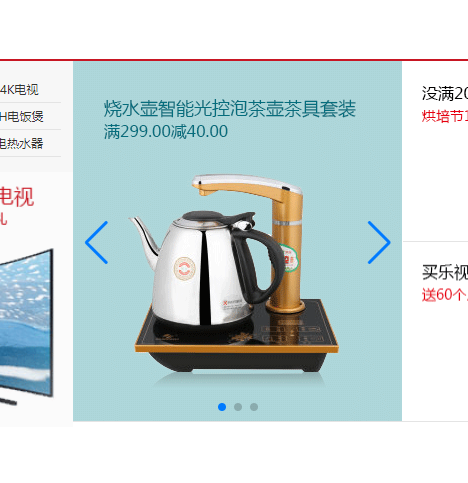 4K电视
H电饭煲
电热水器
电视
礼
烧水壶智能光控泡茶壶茶具套装
满299.00减40.00
没满20
烘培节1
买乐视
送60个